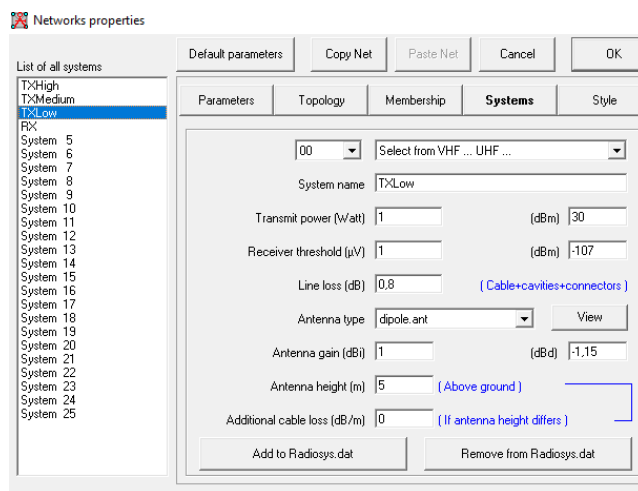 Networks properties
Default parameters Copy Net Paste Net Cancel OK
List of all systems
TXHigh
TXMedium
TXLow
RX
System 5
System 6
System 7
System 8
System 9
System 10
System 11
System 12
System 13
System 14
System 15
System 16
System 17
System 18
System 19
System 20
System 21
System 22
System 23
System 24
System 25
Parameters Topology Membership Systems Style
00 Select from VHF ... UHF ...
System name TXLow
Transmit power (Watt) 1 (dBm) 30
Receiver threshold (µV) 1 (dBm) -107
Line loss (dB) 0,8 ( Cable+cavities+connectors )
Antenna type dipole.ant View
Antenna gain (dBi) 1 (dBd) -1,15
Antenna height (m) 5 ( Above ground )
Additional cable loss (dB/m) 0 ( If antenna height differs )
Add to Radiosys.dat Remove from Radiosys.dat